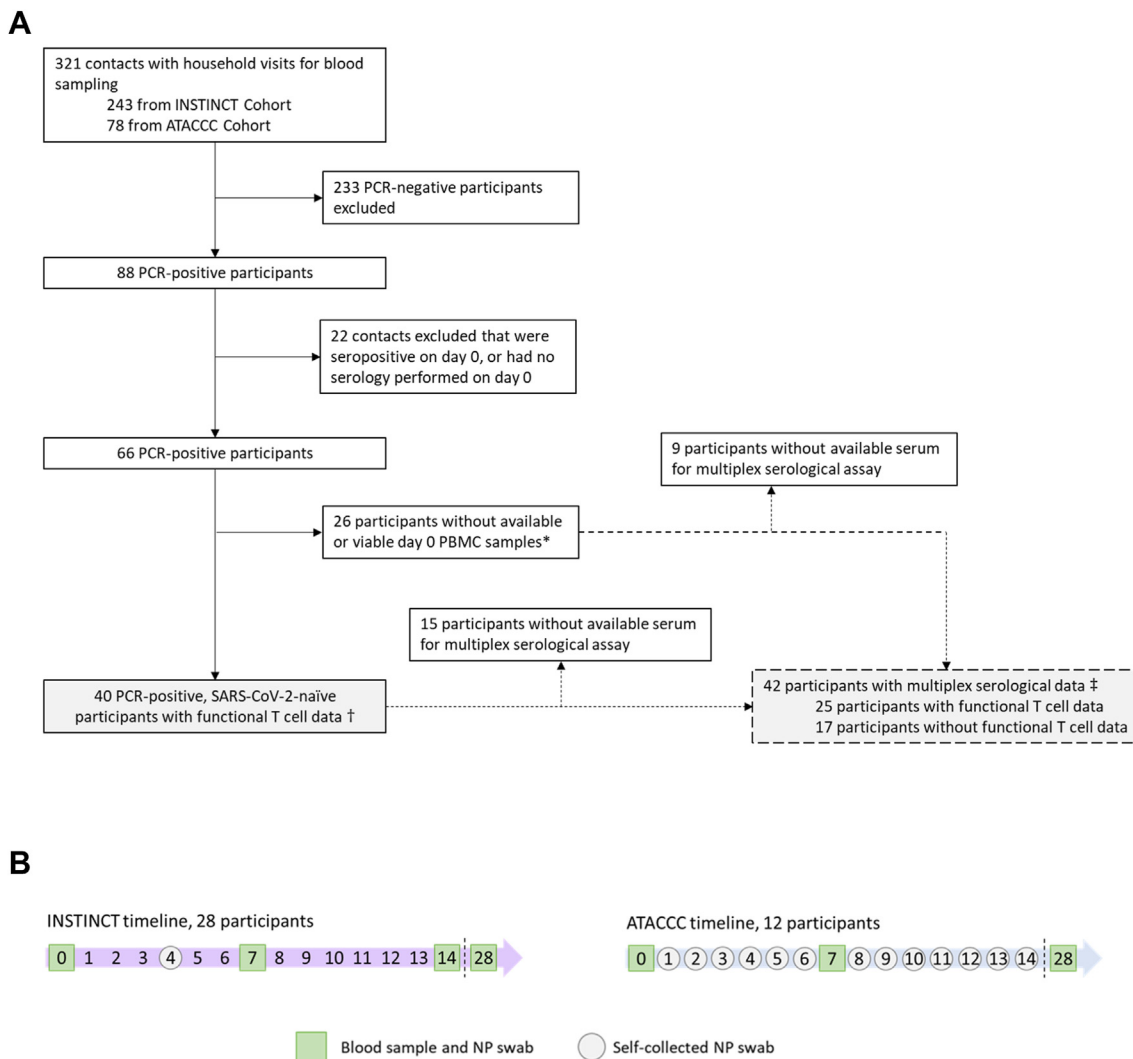 A
321 contacts with household visits for blood
sampling
243 from INSTINCT Cohort
78 from ATACCC Cohort
233 PCR-negative participants
excluded
88 PCR-positive participants
22 contacts excluded that were
seropositive on day 0, or had no
serology performed on day 0
66 PCR-positive participants
9 participants without available serum
for multiplex serological assay
26 participants without available
or viable day 0 PBMC samples*
15 participants without available serum
for multiplex serological assay
40 PCR-positive, SARS-CoV-2-naïve
participants with functional T cell data †
42 participants with multiplex serological data ‡
25 participants with functional T cell data
17 participants without functional T cell data
B
INSTINCT timeline, 28 participants
0 1 2 3 4 5 6 7 8 9 10 11 12 13 14 28
ATACCC timeline, 12 participants
0 1 2 3 4 5 6 7 8 9 10 11 12 13 14 28
Blood sample and NP swab
Self-collected NP swab